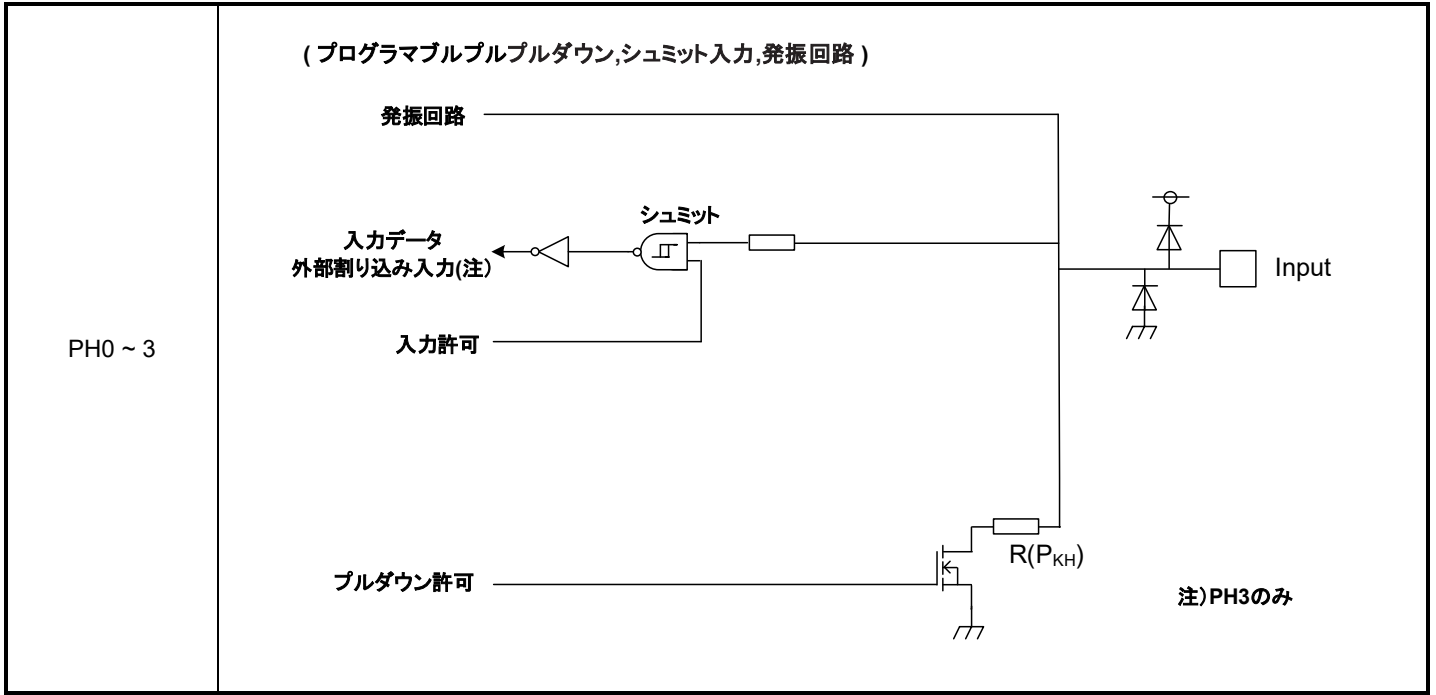 PH0 ~ 3
( プログラマブルプルプルダウン,シュミット入力,発振回路 )
発振回路
シュミット
入力データ
外部割り込み入力(注）
Input
入力許可
R(PKH)
プルダウン許可
注）PH3のみ